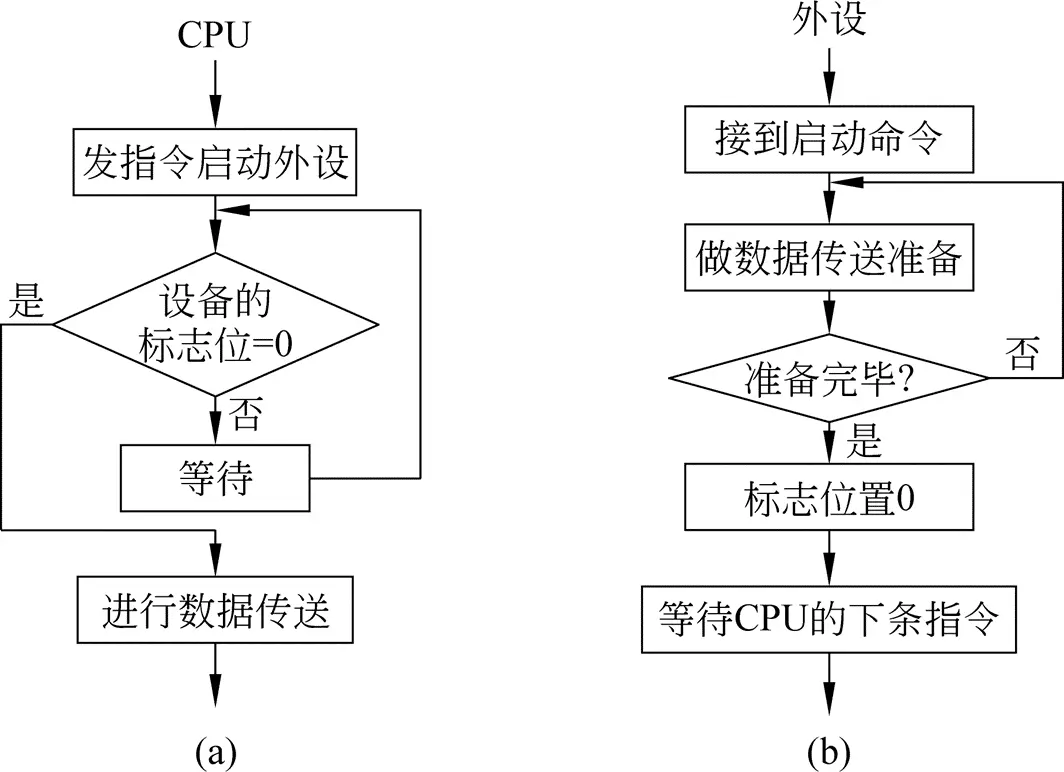 CPU
发指令启动外设
是
设备的
标志位=0
否
等待
进行数据传送
(a)
外设
接到启动命令
做数据传送准备
准备完毕?
否
是
标志位置0
等待CPU的下条指令
(b)